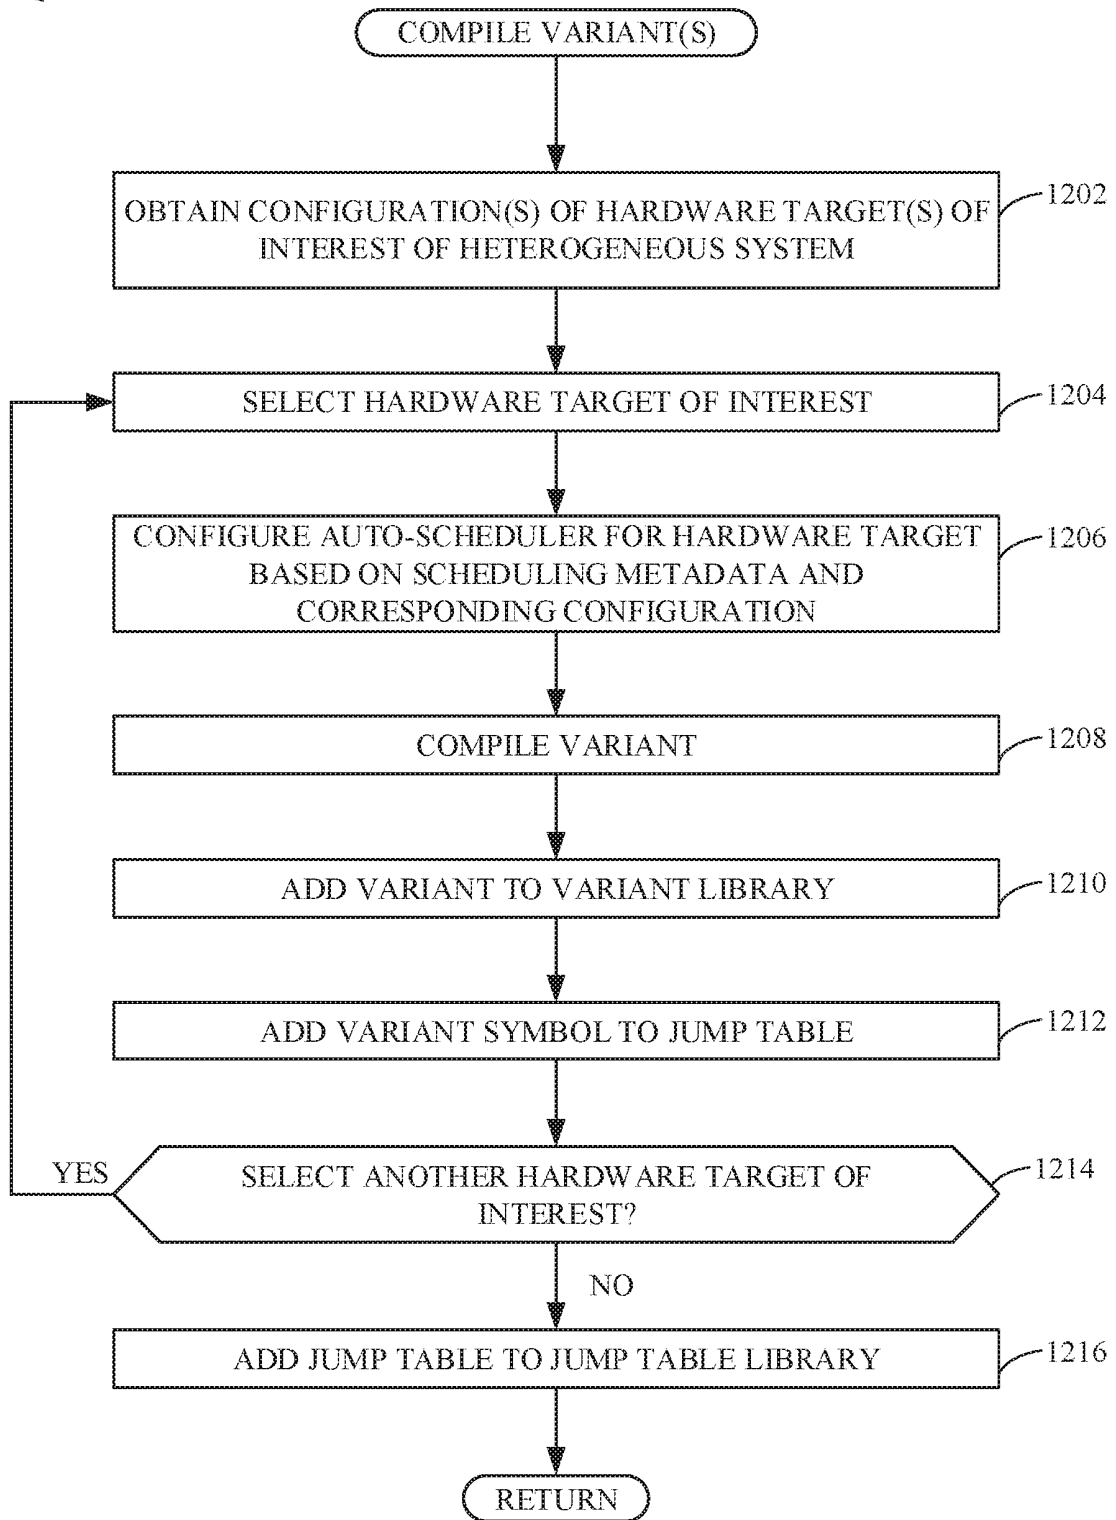 COMPILE VARIANT(S)
OBTAIN CONFIGURATION(S) OF HARDWARE TARGET(S) OF
INTEREST OF HETEROGENEOUS SYSTEM
1202
SELECT HARDWARE TARGET OF INTEREST
1204
CONFIGURE AUTO-SCHEDULER FOR HARDWARE TARGET
BASED ON SCHEDULING METADATA AND
CORRESPONDING CONFIGURATION
1206
COMPILE VARIANT
1208
ADD VARIANT TO VARIANT LIBRARY
1210
ADD VARIANT SYMBOL TO JUMP TABLE
1212
YES
SELECT ANOTHER HARDWARE TARGET OF
INTEREST?
1214
NO
ADD JUMP TABLE TO JUMP TABLE LIBRARY
1216
RETURN